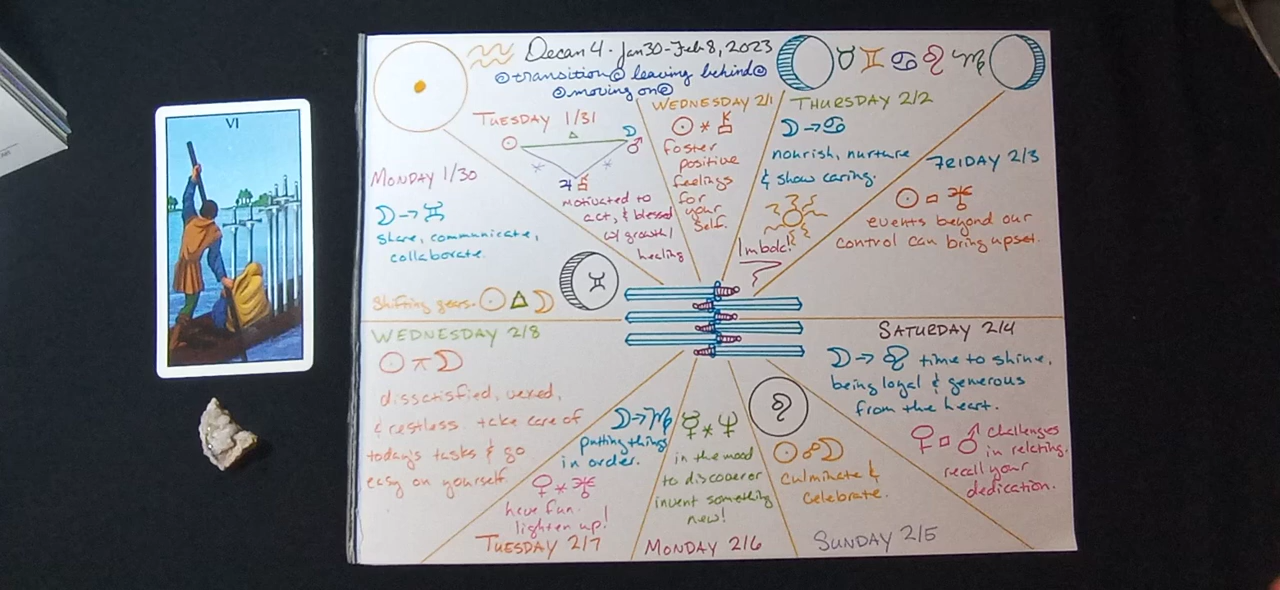 VI
Decan 4 · Jan 30 - Feb 8, 2023
transition leaving behind
moving on
MONDAY 1/30
☽→♊
share, communicate,
collaborate.
♊
shifting gears. ☉△☽
TUESDAY 1/31
☉ △ ☽ ♂
motivated to
act, & blessed
w/ growth/
healing
WEDNESDAY 2/1
foster
positive
feelings
for
your
self.
THURSDAY 2/2
☽→♋
nourish, nurture
& show caring.
Imbolc!
♉ ♊ ♋ ♌ ♍
FRIDAY 2/3
☉□♅
events beyond our
control can bring upset.
SATURDAY 2/4
☽→♌ time to shine,
being loyal & generous
from the heart.
♀□♂ challenges
in relating.
recall your
dedication.
SUNDAY 2/5
♌
☉☍☽
culminate &
celebrate.
MONDAY 2/6
☿⚹♆
in the mood
to discover or
invent something
new!
TUESDAY 2/7
☽→♍
putting things
in order.
♀⚹♅
have fun.
lighten up!
WEDNESDAY 2/8
☉⚻☽
dissatisfied, vexed,
& restless. take care of
today's tasks & go
easy on yourself.